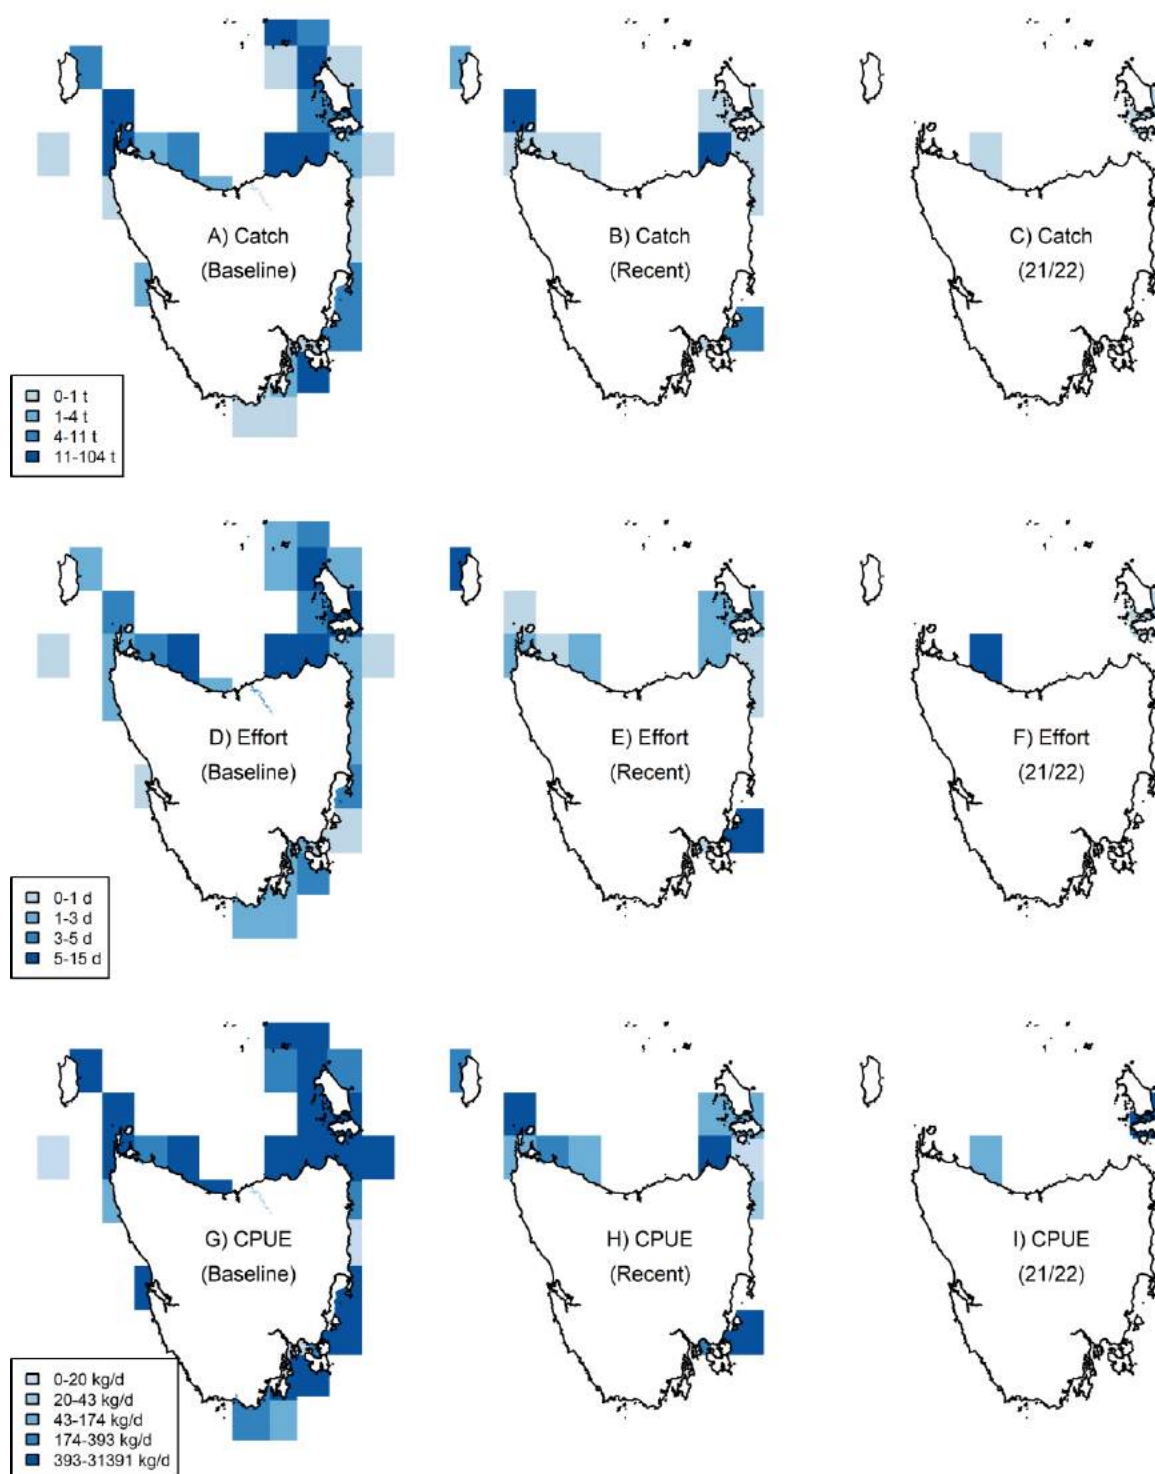 A) Catch
(Baseline)
B) Catch
(Recent)
C) Catch
(21/22)
0-1 t
1-4 t
4-11 t
11-104 t
D) Effort
(Baseline)
E) Effort
(Recent)
F) Effort
(21/22)
0-1 d
1-3 d
3-5 d
5-15 d
G) CPUE
(Baseline)
H) CPUE
(Recent)
I) CPUE
(21/22)
0-20 kg/d
20-43 kg/d
43-174 kg/d
174-393 kg/d
393-31391 kg/d